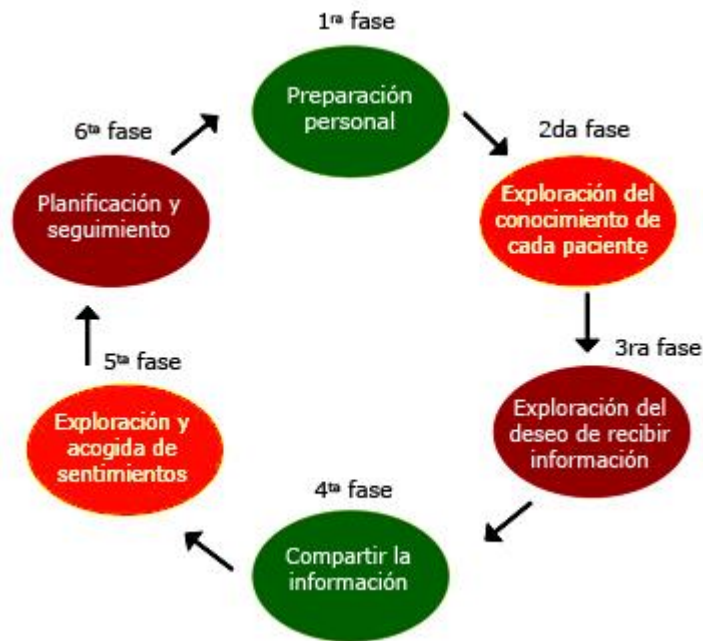 1ra fase
Preparación
personal
2da fase
Exploración del
conocimiento de
cada paciente
3ra fase
Exploración del
deseo de recibir
información
4ta fase
Compartir la
información
5ta fase
Exploración y
acogida de
sentimientos
6ta fase
Planificación y
seguimiento